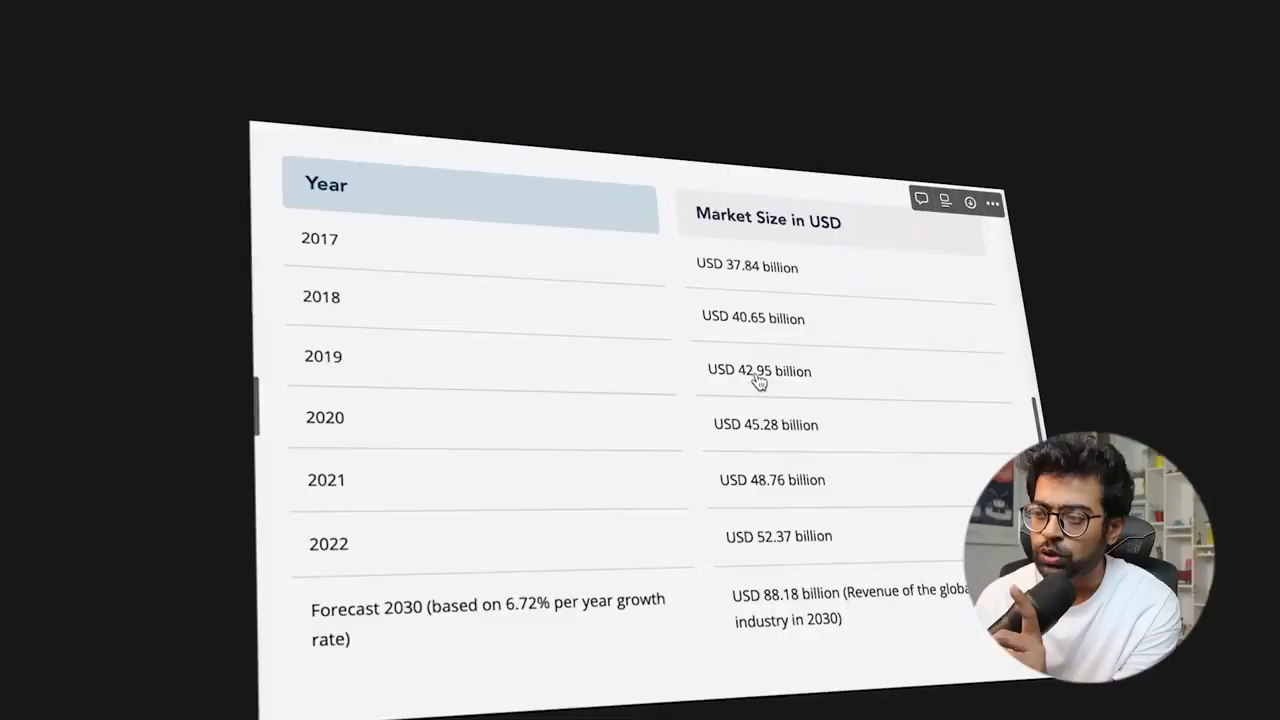 Year
Market Size in USD
2017
USD 37.84 billion
2018
USD 40.65 billion
2019
USD 42.95 billion
2020
USD 45.28 billion
2021
USD 48.76 billion
2022
USD 52.37 billion
Forecast 2030 (based on 6.72% per year growth
rate)
USD 88.18 billion (Revenue of the
industry in 2030)